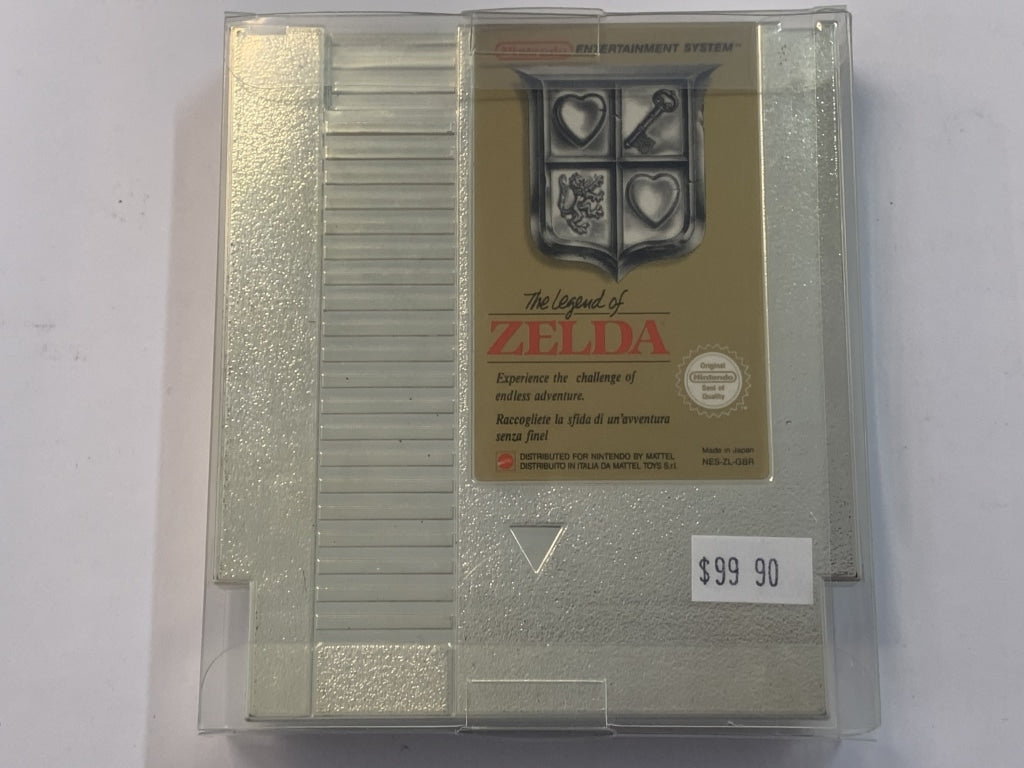 Nintendo ENTERTAINMENT SYSTEM™
The Legend of
ZELDA
Experience the challenge of
endless adventure.
Raccogliete la sfida di un'avventura
senza fine!
Original
Nintendo
Seal of
Quality
DISTRIBUTED FOR NINTENDO BY MATTEL
DISTRIBUITO IN ITALIA DA MATTEL TOYS S.r.l.
Made in Japan
NES-ZL-GBR
$99 90